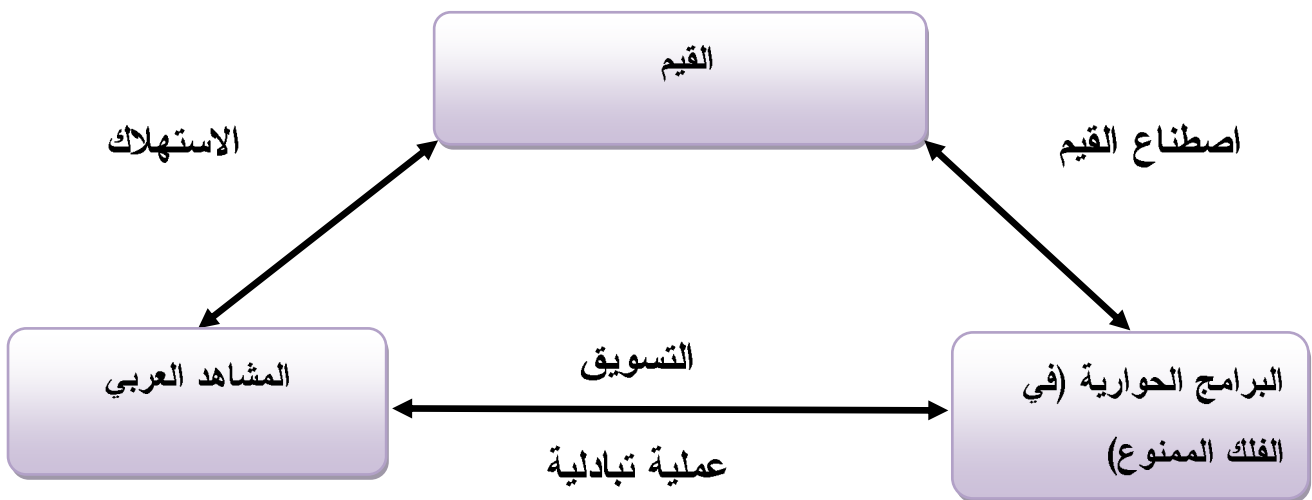 القيم
اصطناع القيم
الاستهلاك
البرامج الحوارية (في
الفلك الممنوع)
التسويق
عملية تبادلية
المشاهد العربي